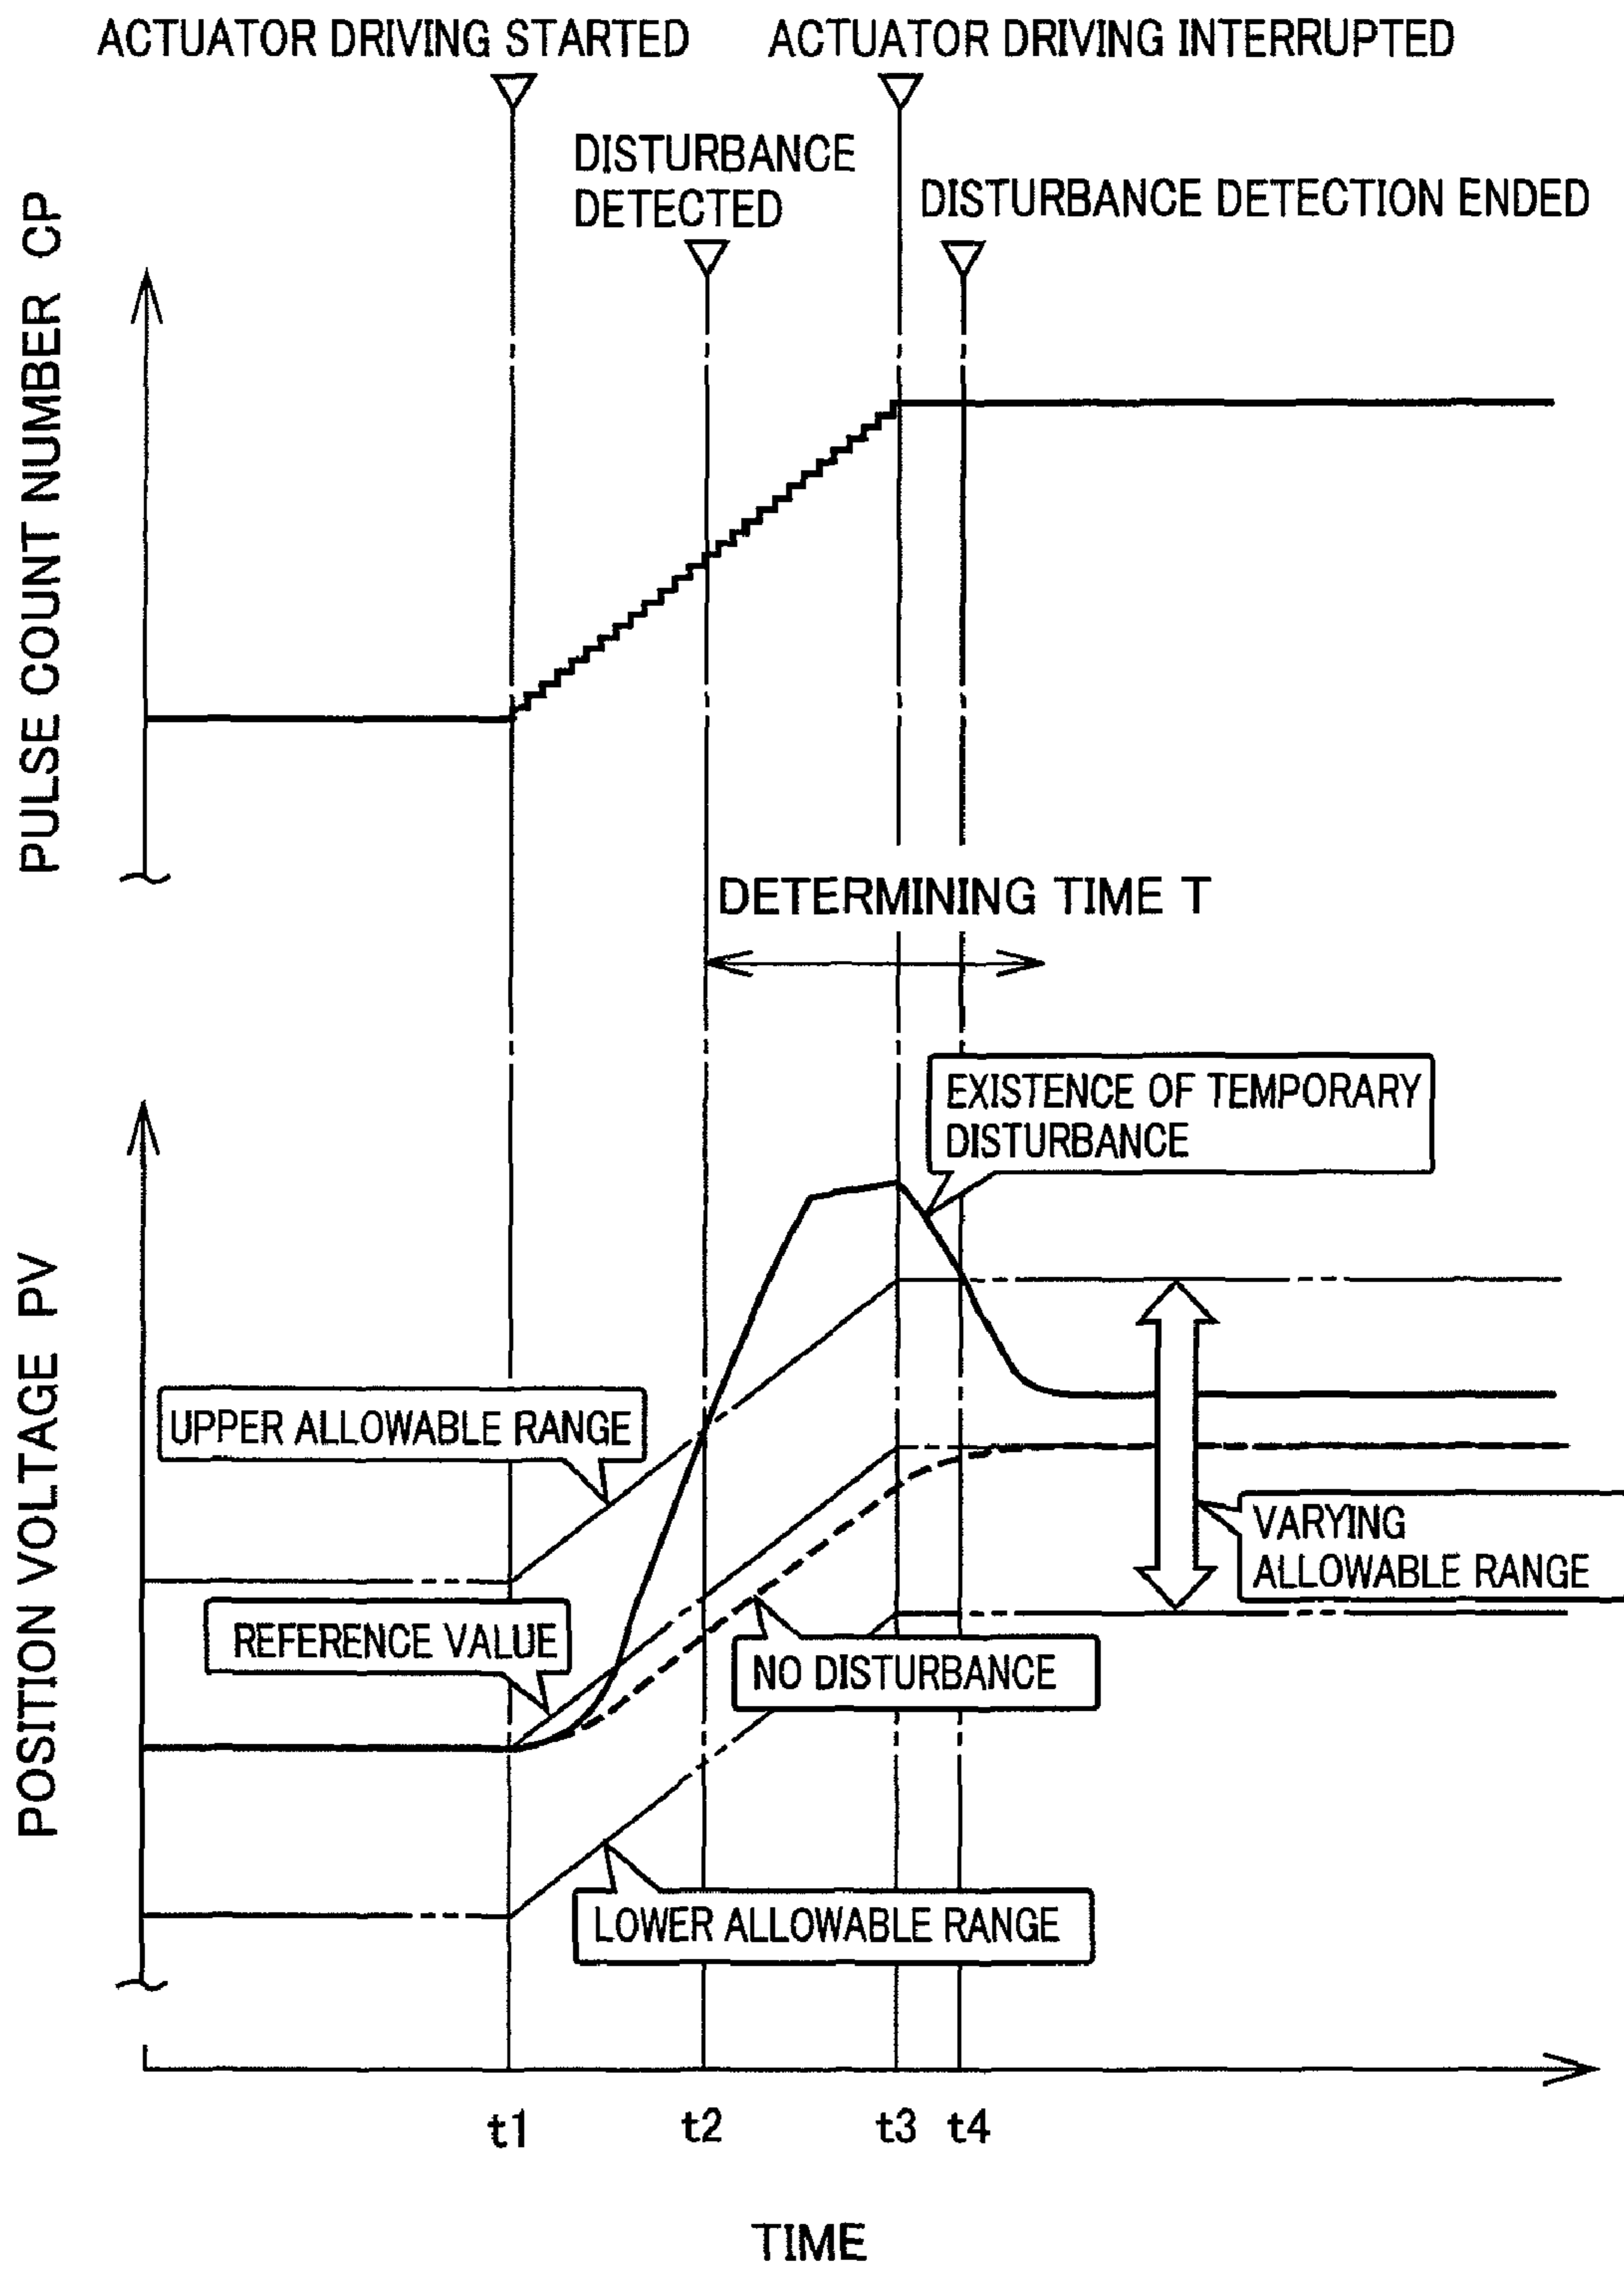 ACTUATOR DRIVING STARTED
ACTUATOR DRIVING INTERRUPTED
DISTURBANCE
DETECTED
DISTURBANCE DETECTION ENDED
PULSE COUNT NUMBER CP
DETERMINING TIME T
EXISTENCE OF TEMPORARY
DISTURBANCE
POSITION VOLTAGE PV
UPPER ALLOWABLE RANGE
VARYING
ALLOWABLE RANGE
REFERENCE VALUE
NO DISTURBANCE
LOWER ALLOWABLE RANGE
t1
t2
t3
t4
TIME